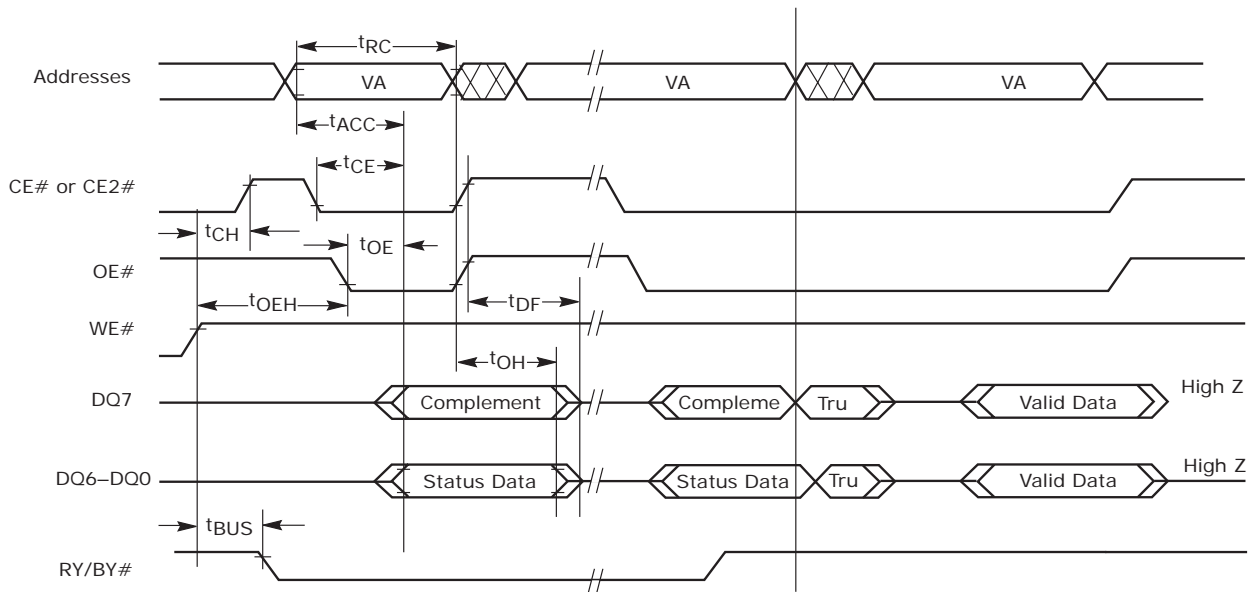 tRC
Addresses VA VA VA
tACC
tCE
CE# or CE2#
tCH tOE
OE#
tOEH tDF
WE#
tOH
High Z
DQ7 Complement Compleme Tru Valid Data
High Z
DQ6–DQ0 Status Data Status Data Tru Valid Data
tBUS
RY/BY#